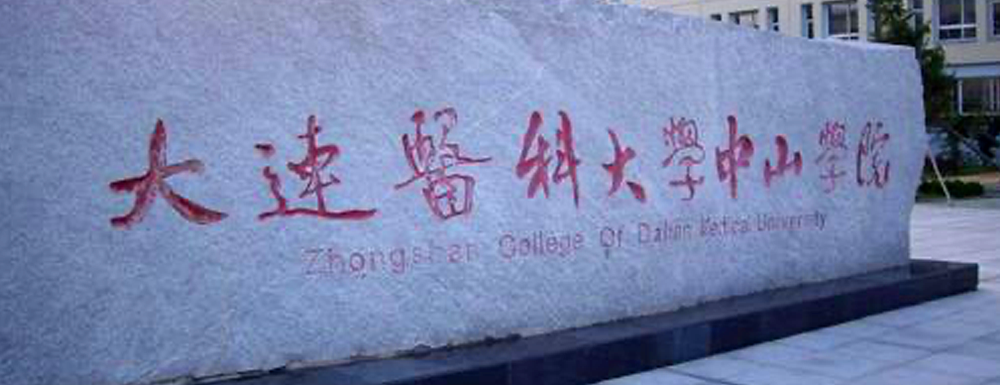 大連醫科大學中山學院
Zhongshan College Of Dalian Medical University